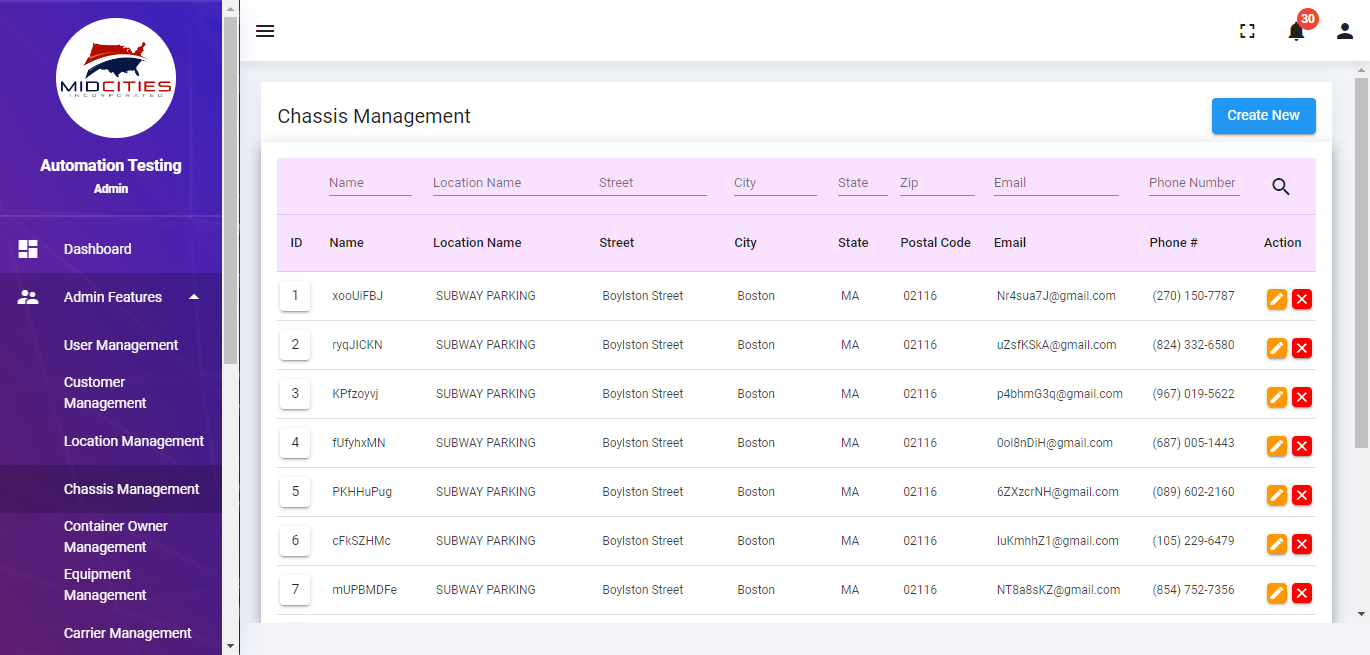 MIDCITIES
INCORPORATED
Automation Testing
Admin
Dashboard
Admin Features
User Management
Customer
Management
Location Management
Chassis Management
Container Owner
Management
Equipment
Management
Carrier Management
30
Chassis Management
Create New
Name Location Name Street City State Zip Email Phone Number
ID Name Location Name Street City State Postal Code Email Phone # Action
1 xooUiFBJ SUBWAY PARKING Boylston Street Boston MA 02116 Nr4sua7J@gmail.com (270) 150-7787
2 ryqJICKN SUBWAY PARKING Boylston Street Boston MA 02116 uZsfKSkA@gmail.com (824) 332-6580
3 KPfzoyvj SUBWAY PARKING Boylston Street Boston MA 02116 p4bhmG3q@gmail.com (967) 019-5622
4 fUfyhxMN SUBWAY PARKING Boylston Street Boston MA 02116 0oI8nDiH@gmail.com (687) 005-1443
5 PKHHuPug SUBWAY PARKING Boylston Street Boston MA 02116 6ZXzcrNH@gmail.com (089) 602-2160
6 cFkSZHMc SUBWAY PARKING Boylston Street Boston MA 02116 IuKmhhZ1@gmail.com (105) 229-6479
7 mUPBMDFe SUBWAY PARKING Boylston Street Boston MA 02116 NT8a8sKZ@gmail.com (854) 752-7356